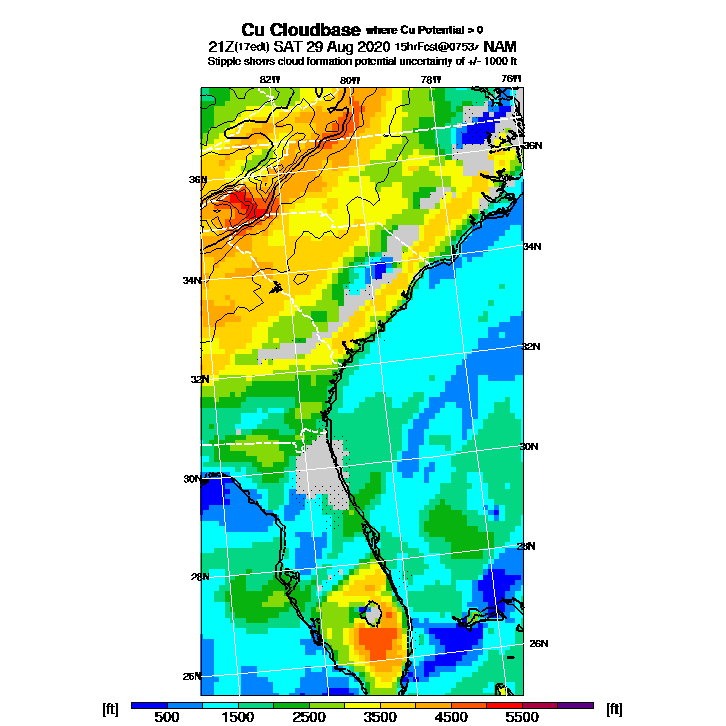 Cu Cloudbase where Cu Potential > 0
21Z(17edt) SAT 29 Aug 2020 15hrFcst@0753z NAM
Stipple shows cloud formation potential uncertainty of +/- 1000 ft
82W 80W 78W 76W
36N
36N
34N
34N
32N
32N
30N
30N
28N
28N
26N
26N
[ft] 500 1500 2500 3500 4500 5500 [ft]